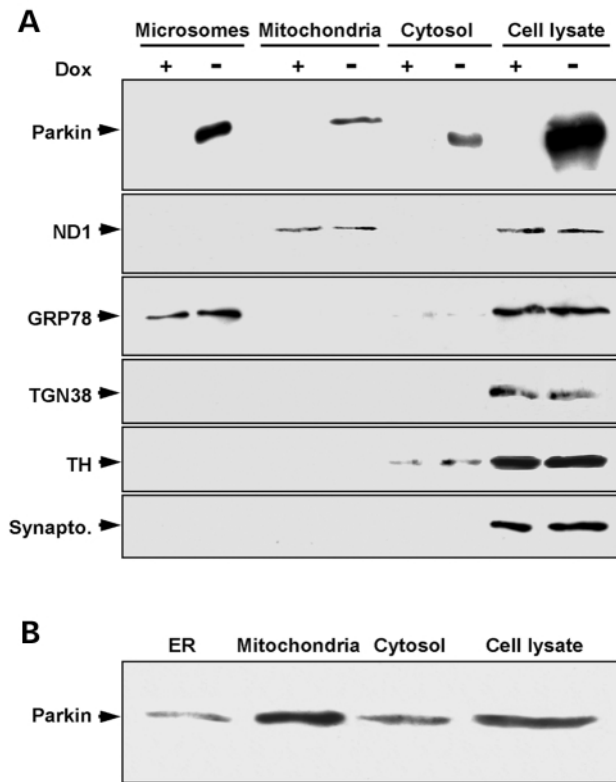 A
Microsomes Mitochondria Cytosol Cell lysate
Dox + - + - + - + -
Parkin
ND1
GRP78
TGN38
TH
Synapto.
B
ER Mitochondria Cytosol Cell lysate
Parkin